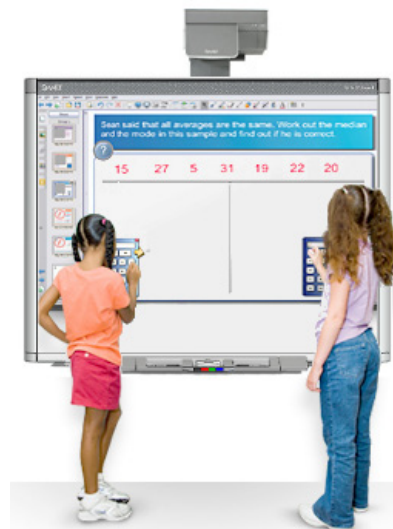 Sean said that all averages are the same. Work out the median
and the mode in this sample and find out if he is correct.
?
15 27 5 31 19 22 20